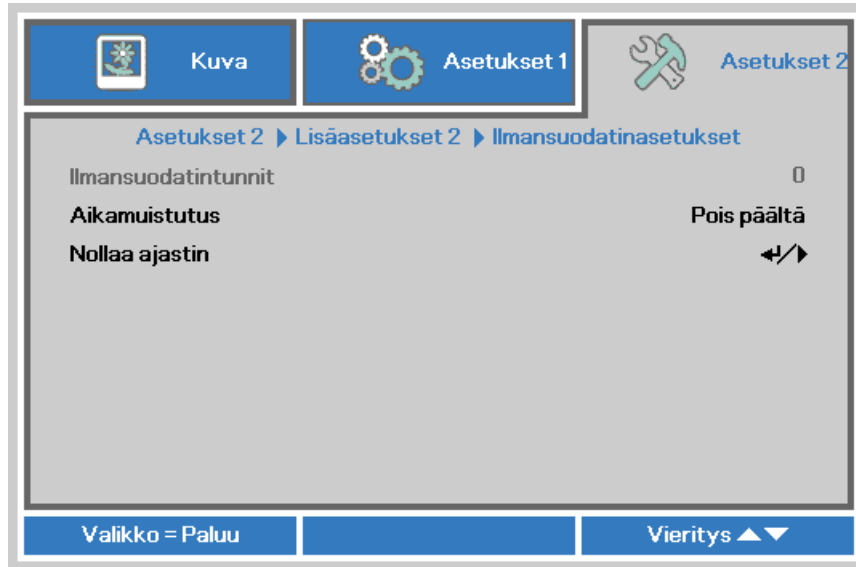 Kuva
Asetukset 1
Asetukset 2
Asetukset 2 ▶ Lisäasetukset 2 ▶ Ilmansuodatinasetukset
Ilmansuodatintunnit 0
Aikamuistutus Pois päältä
Nollaa ajastin ↵/▶
Valikko = Paluu
Vieritys ▲▼